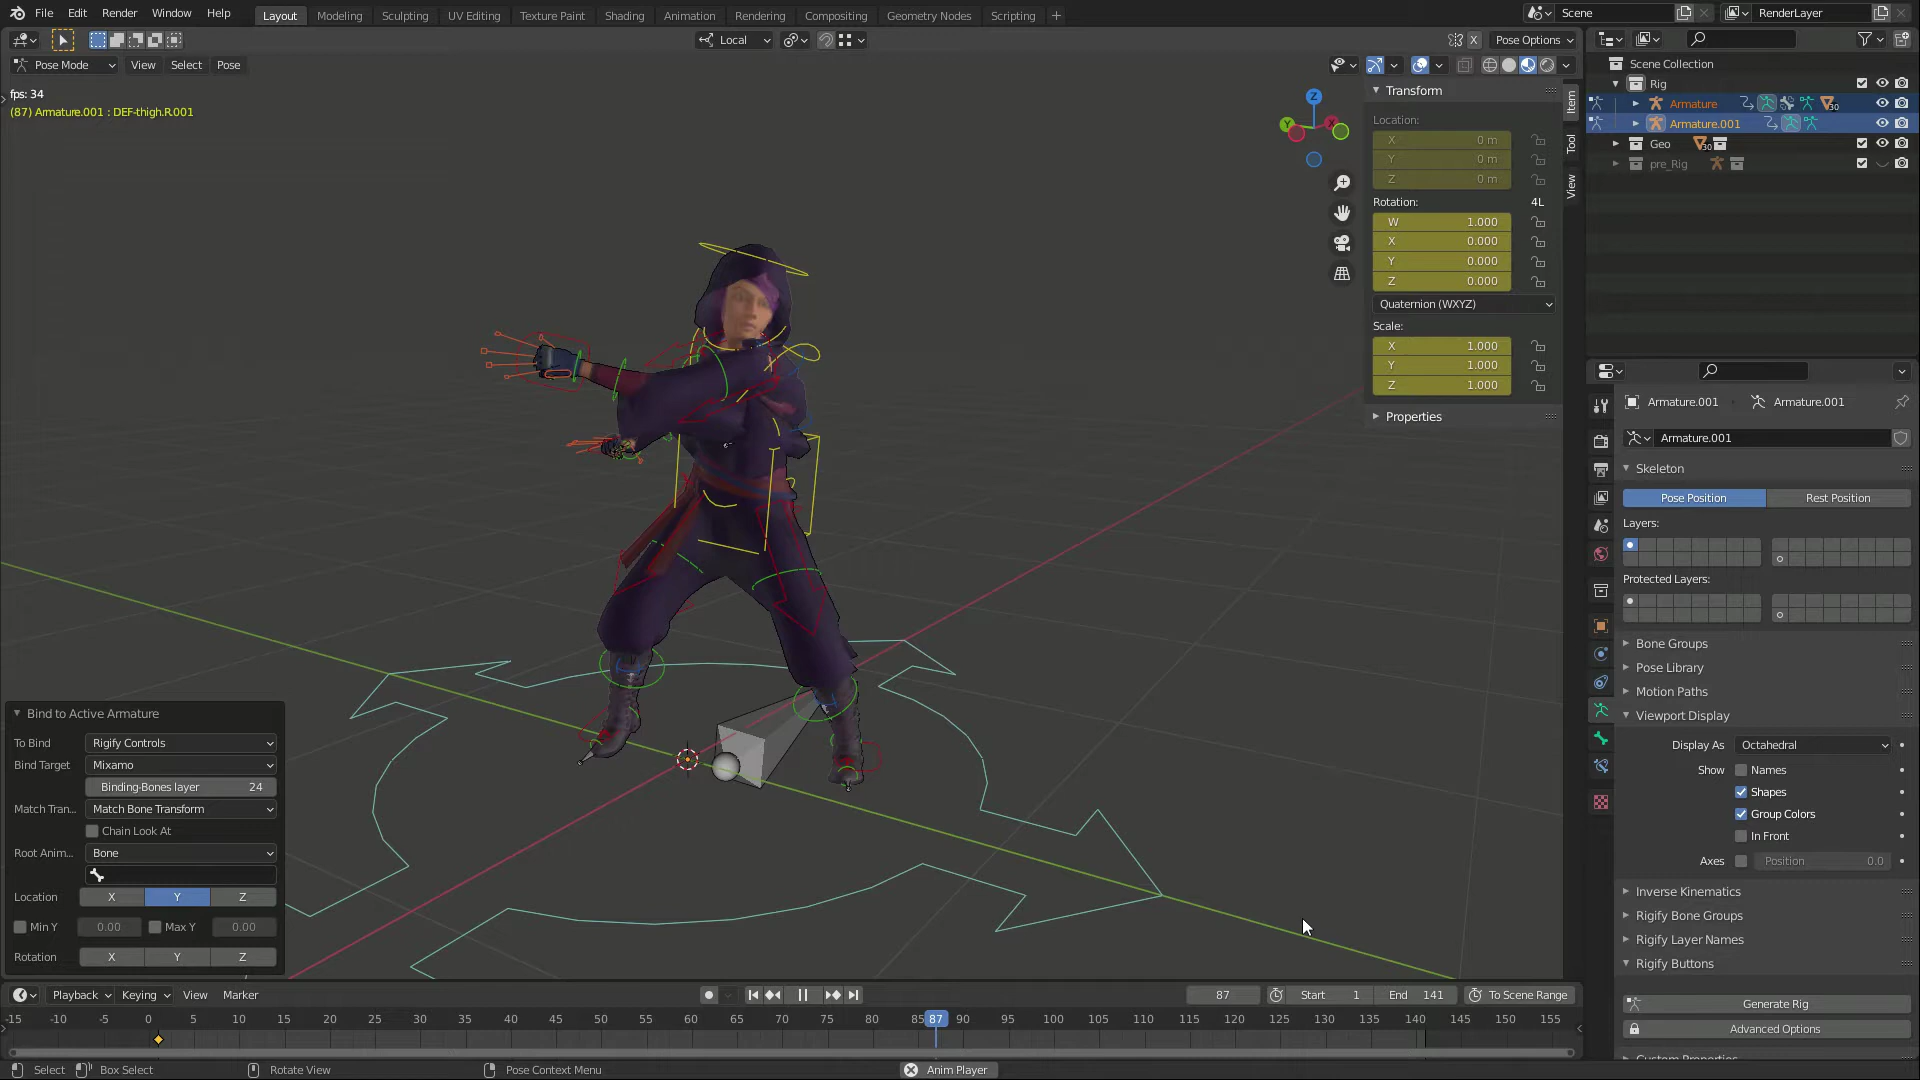 File Edit Render Window Help
Layout Modeling Sculpting UV Editing Texture Paint Shading Animation Rendering Compositing Geometry Nodes Scripting +
Scene
RenderLayer
Local
X
Pose Options
Pose Mode View Select Pose
fps: 34
(87) Armature.001 : DEF-thigh.R.001
Z
Y
X
Transform
Location:
X 0 m
Y 0 m
Z 0 m
Rotation: 4L
W 1.000
X 0.000
Y 0.000
Z 0.000
Quaternion (WXYZ)
Scale:
X 1.000
Y 1.000
Z 1.000
Properties
Item
Tool
View
Scene Collection
Rig
Armature 30
Armature.001
Geo 30
pre_Rig
Armature.001 Armature.001
Armature.001
Skeleton
Pose Position Rest Position
Layers:
Protected Layers:
Bone Groups
Pose Library
Motion Paths
Viewport Display
Display As Octahedral
Show Names
Shapes
Group Colors
In Front
Axes Position 0.0
Inverse Kinematics
Rigify Bone Groups
Rigify Layer Names
Rigify Buttons
Generate Rig
Advanced Options
Custom Properties
Bind to Active Armature
To Bind Rigify Controls
Bind Target Mixamo
Binding-Bones layer 24
Match Tran... Match Bone Transform
Chain Look At
Root Anim... Bone
Location X Y Z
Min Y 0.00 Max Y 0.00
Rotation X Y Z
Playback Keying View Marker
87 Start 1 End 141 To Scene Range
-15 -10 -5 0 5 10 15 20 25 30 35 40 45 50 55 60 65 70 75 80 85 87 90 95 100 105 110 115 120 125 130 135 140 145 150 155
Select Box Select Rotate View Pose Context Menu Anim Player